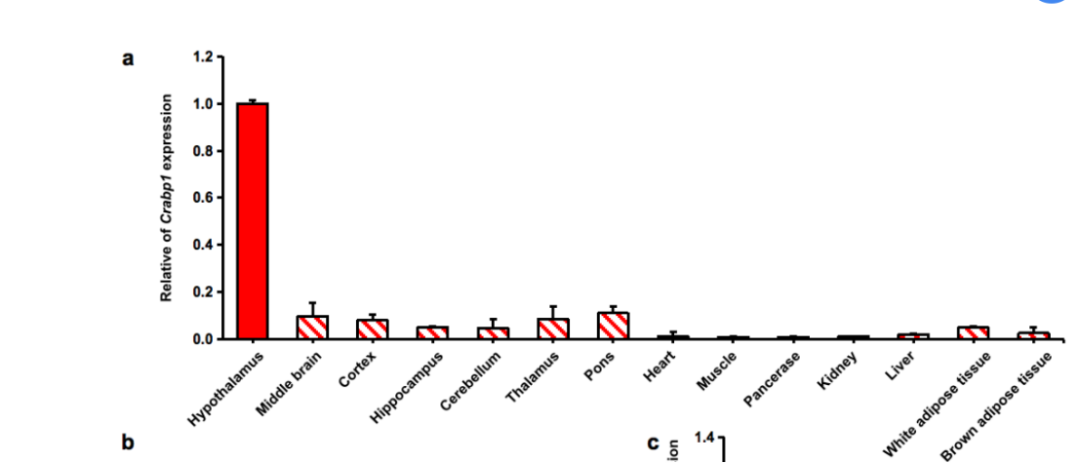 a
Relative of Crabp1 expression
1.2
1.0
0.8
0.6
0.4
0.2
0.0
Hypothalamus
Middle brain
Cortex
Hippocampus
Cerebellum
Thalamus
Pons
Heart
Muscle
Pancerase
Kidney
Liver
White adipose tissue
Brown adipose tissue
b
c
1.4